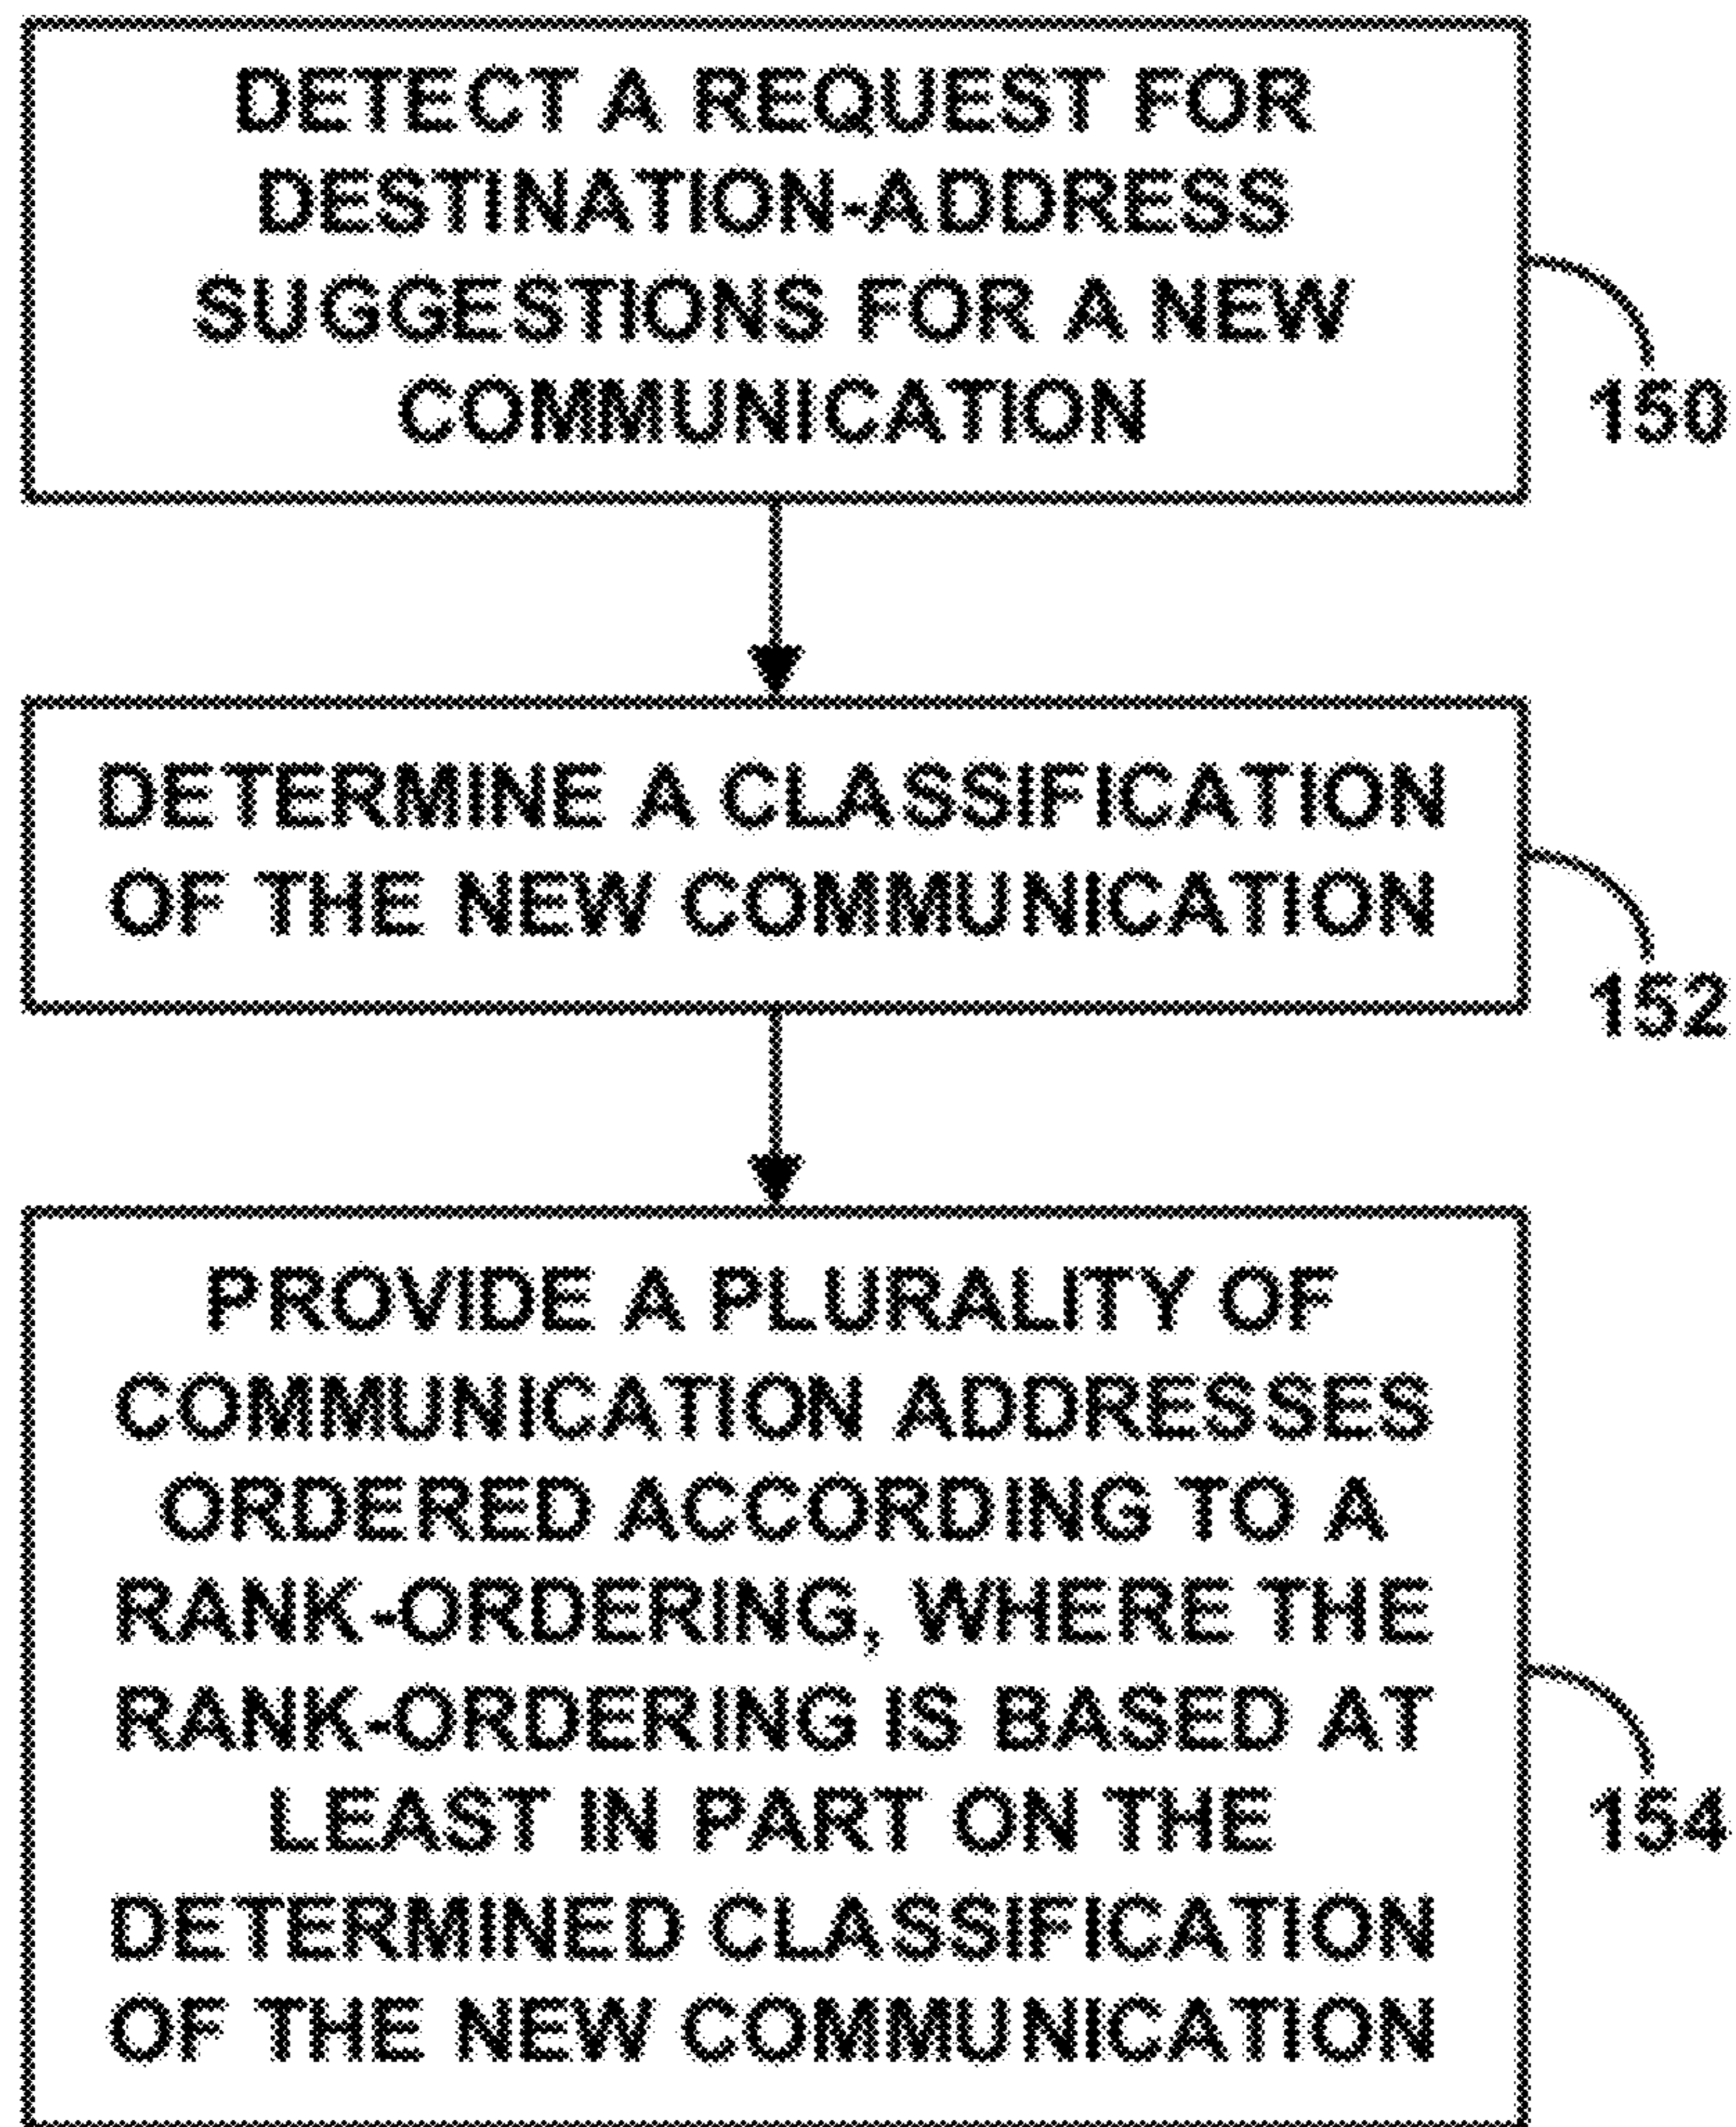 DETECT A REQUEST FOR
DESTINATION-ADDRESS
SUGGESTIONS FOR A NEW
COMMUNICATION
150
DETERMINE A CLASSIFICATION
OF THE NEW COMMUNICATION
152
PROVIDE A PLURALITY OF
COMMUNICATION ADDRESSES
ORDERED ACCORDING TO A
RANK-ORDERING, WHERE THE
RANK-ORDERING IS BASED AT
LEAST IN PART ON THE
DETERMINED CLASSIFICATION
OF THE NEW COMMUNICATION
154